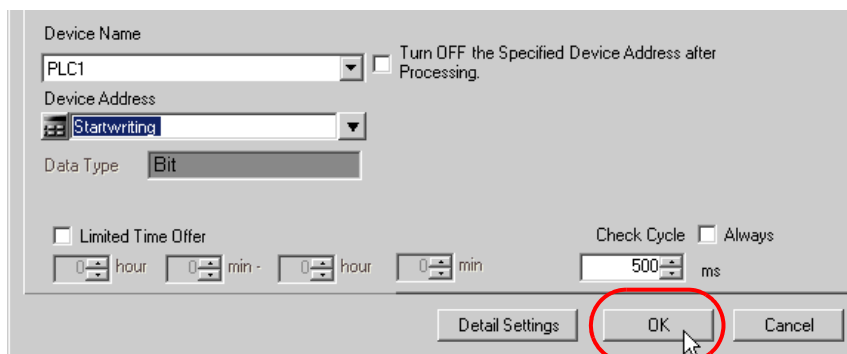 Device Name
PLC1
Turn OFF the Specified Device Address after
Processing.
Device Address
Startwriting
Data Type Bit
Limited Time Offer
Check Cycle Always
0 hour 0 min - 0 hour 0 min
500 ms
Detail Settings OK Cancel